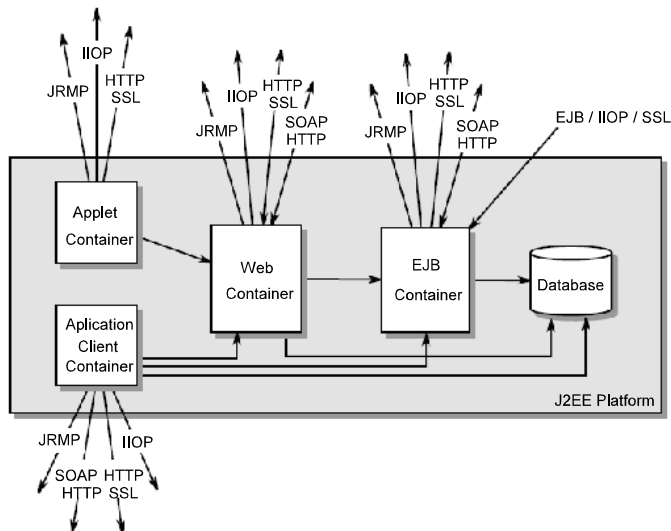 IIOP
JRMP
HTTP
SSL
IIOP
HTTP
SSL
JRMP
SOAP
HTTP
IIOP
HTTP
SSL
JRMP
SOAP
HTTP
EJB / IIOP / SSL
Applet
Container
Web
Container
EJB
Container
Database
Aplication
Client
Container
J2EE Platform
JRMP
IIOP
SOAP
HTTP
HTTP
SSL